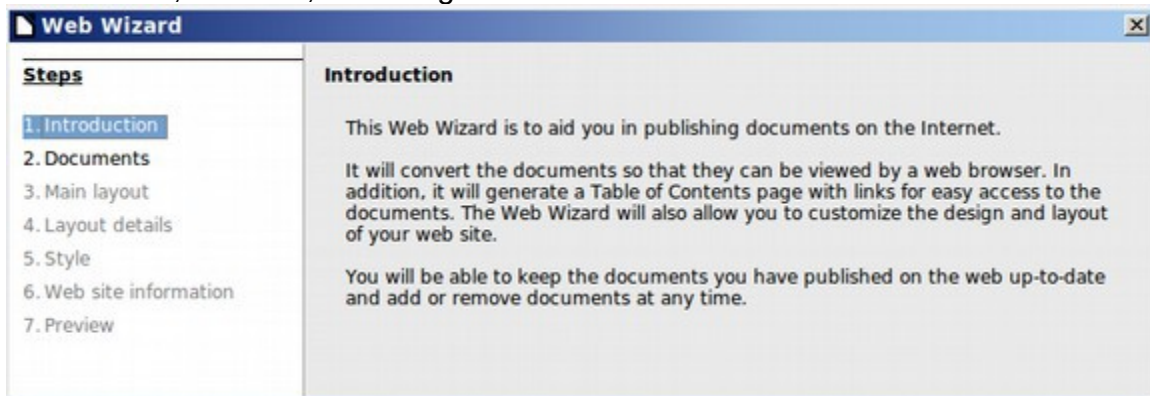 Web Wizard
Steps
1. Introduction
2. Documents
3. Main layout
4. Layout details
5. Style
6. Web site information
7. Preview
Introduction
This Web Wizard is to aid you in publishing documents on the Internet.
It will convert the documents so that they can be viewed by a web browser. In
addition, it will generate a Table of Contents page with links for easy access to the
documents. The Web Wizard will also allow you to customize the design and layout
of your web site.
You will be able to keep the documents you have published on the web up-to-date
and add or remove documents at any time.